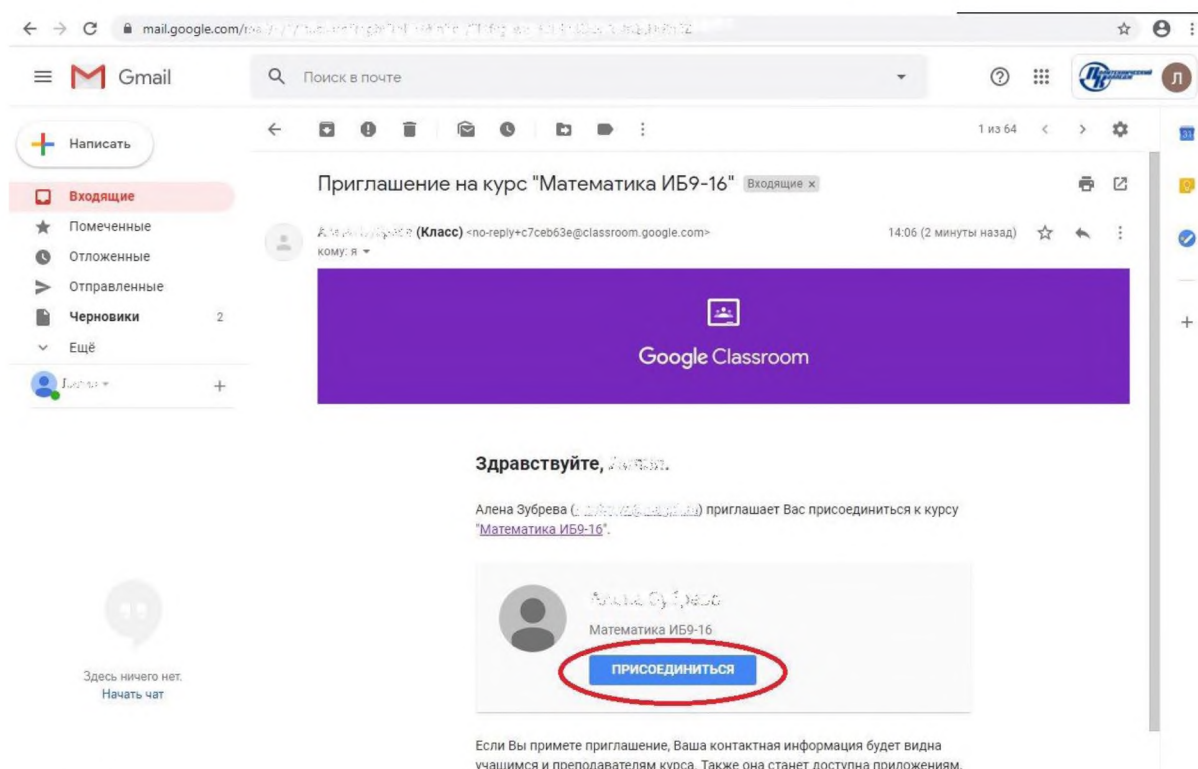 mail.google.com/
Gmail
Поиск в почте
Политехнический Колледж
Л
Написать
1 из 64
31
Входящие
Приглашение на курс "Математика ИБ9-16" Входящие x
Помеченные
(Класс) <no-reply+c7ceb63e@classroom.google.com>
14:06 (2 минуты назад)
кому: я
Отложенные
Отправленные
Черновики 2
Ещё
Google Classroom
Здравствуйте,
Алена Зубрева ( ) приглашает Вас присоединиться к курсу
"Математика ИБ9-16".
Математика ИБ9-16
ПРИСОЕДИНИТЬСЯ
Здесь ничего нет.
Начать чат
Если Вы примете приглашение, Ваша контактная информация будет видна
учащимся и преподавателям курса. Также она станет доступна приложениям,